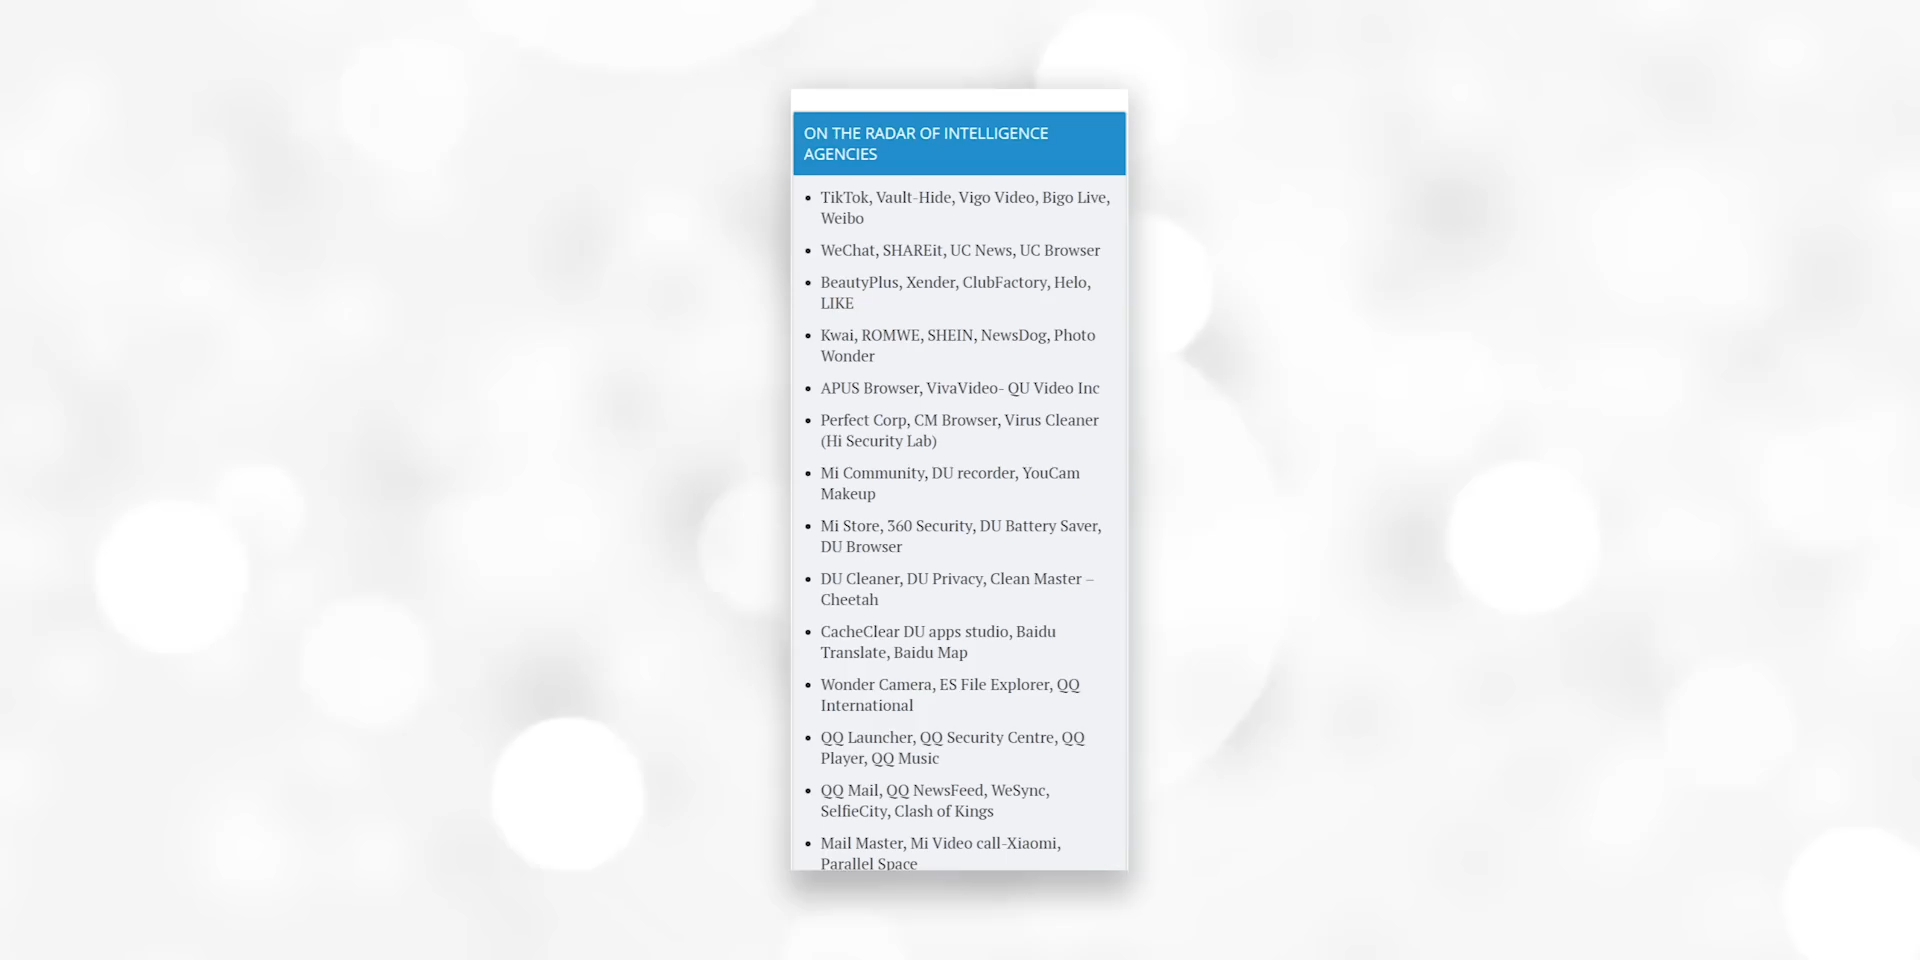 ON THE RADAR OF INTELLIGENCE
AGENCIES
TikTok, Vault-Hide, Vigo Video, Bigo Live,
Weibo
WeChat, SHAREit, UC News, UC Browser
BeautyPlus, Xender, ClubFactory, Helo,
LIKE
Kwai, ROMWE, SHEIN, NewsDog, Photo
Wonder
APUS Browser, VivaVideo- QU Video Inc
Perfect Corp, CM Browser, Virus Cleaner
(Hi Security Lab)
Mi Community, DU recorder, YouCam
Makeup
Mi Store, 360 Security, DU Battery Saver,
DU Browser
DU Cleaner, DU Privacy, Clean Master –
Cheetah
CacheClear DU apps studio, Baidu
Translate, Baidu Map
Wonder Camera, ES File Explorer, QQ
International
QQ Launcher, QQ Security Centre, QQ
Player, QQ Music
QQ Mail, QQ NewsFeed, WeSync,
SelfieCity, Clash of Kings
Mail Master, Mi Video call-Xiaomi,
Parallel Space